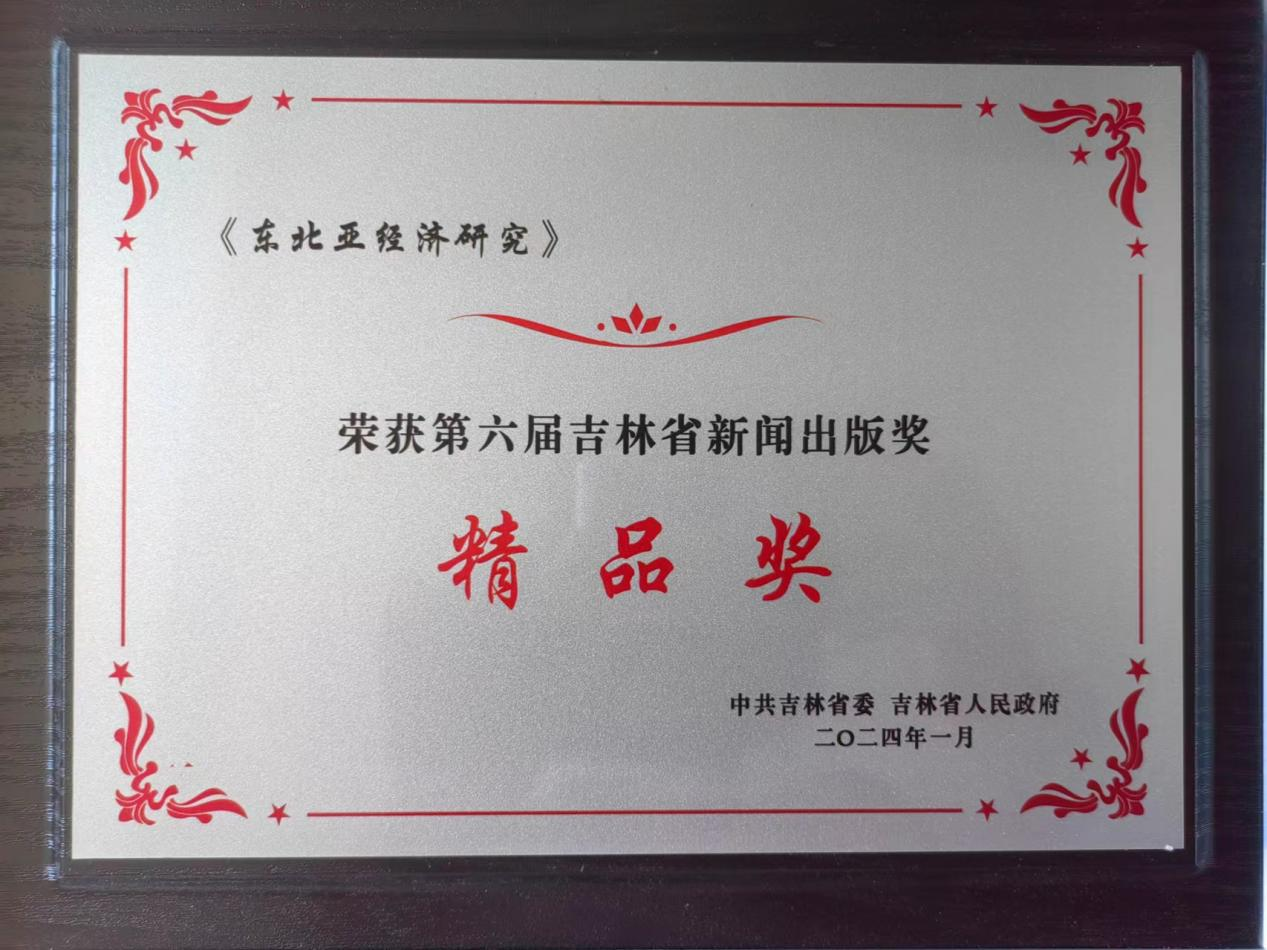 《东北亚经济研究》
荣获第六届吉林省新闻出版奖
精品奖
中共吉林省委 吉林省人民政府
二〇二四年一月